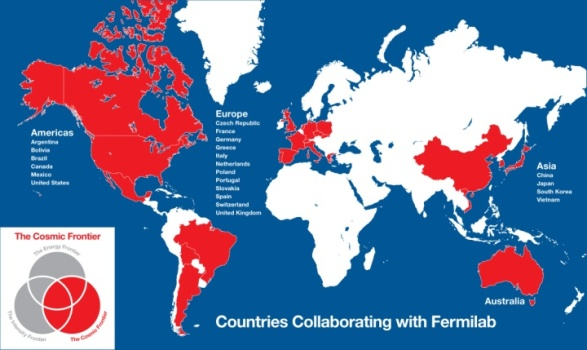 Americas
Argentina
Bolivia
Brazil
Canada
Mexico
United States
Europe
Czech Republic
France
Germany
Greece
Italy
Netherlands
Poland
Portugal
Slovakia
Spain
Switzerland
United Kingdom
Asia
China
Japan
South Korea
Vietnam
Australia
The Cosmic Frontier
The Energy Frontier
The Intensity Frontier
The Cosmic Frontier
Countries Collaborating with Fermilab